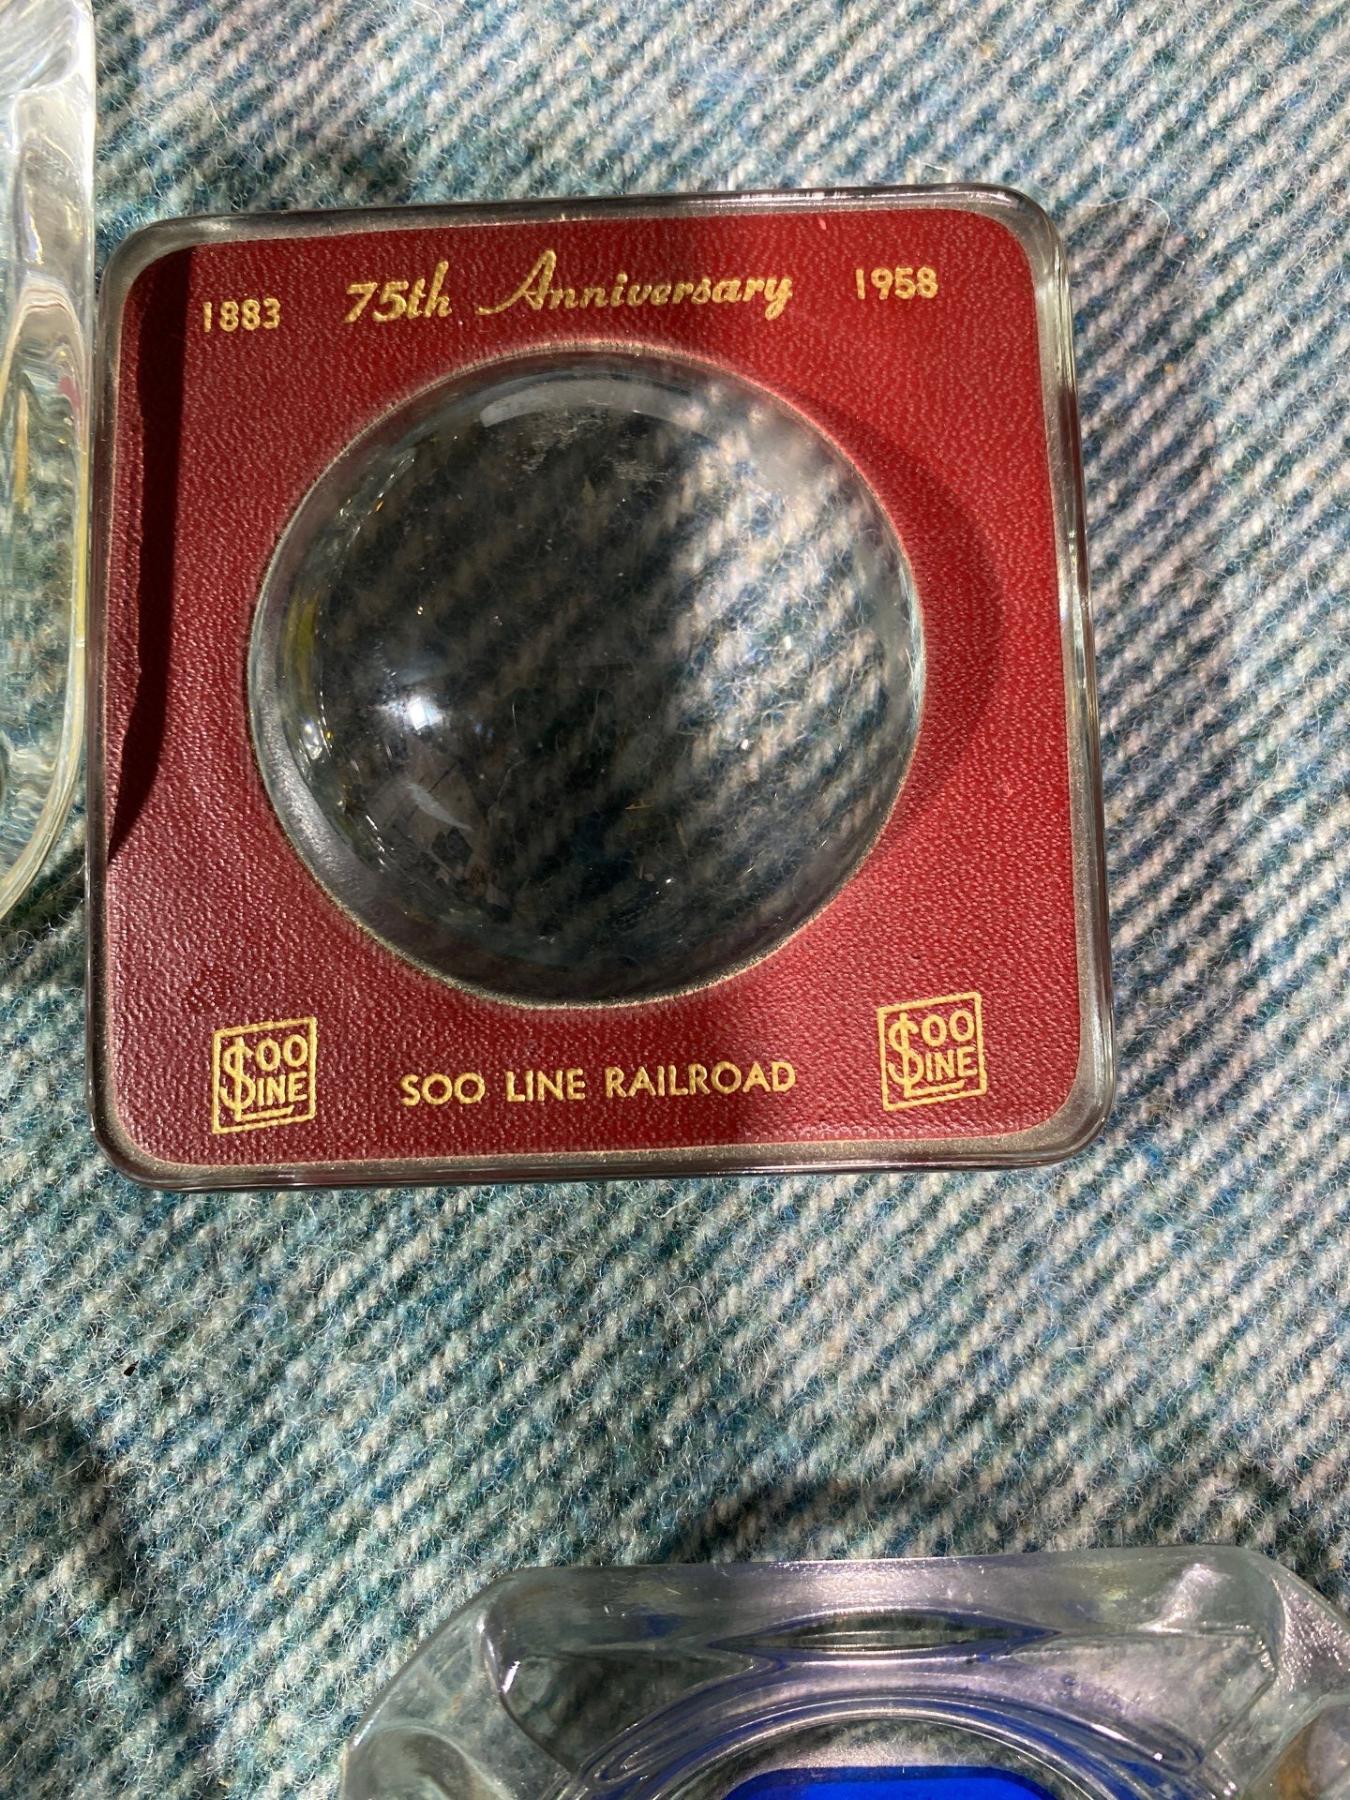 1883 75th Anniversary 1958
SOO
LINE
SOO LINE RAILROAD
SOO
LINE